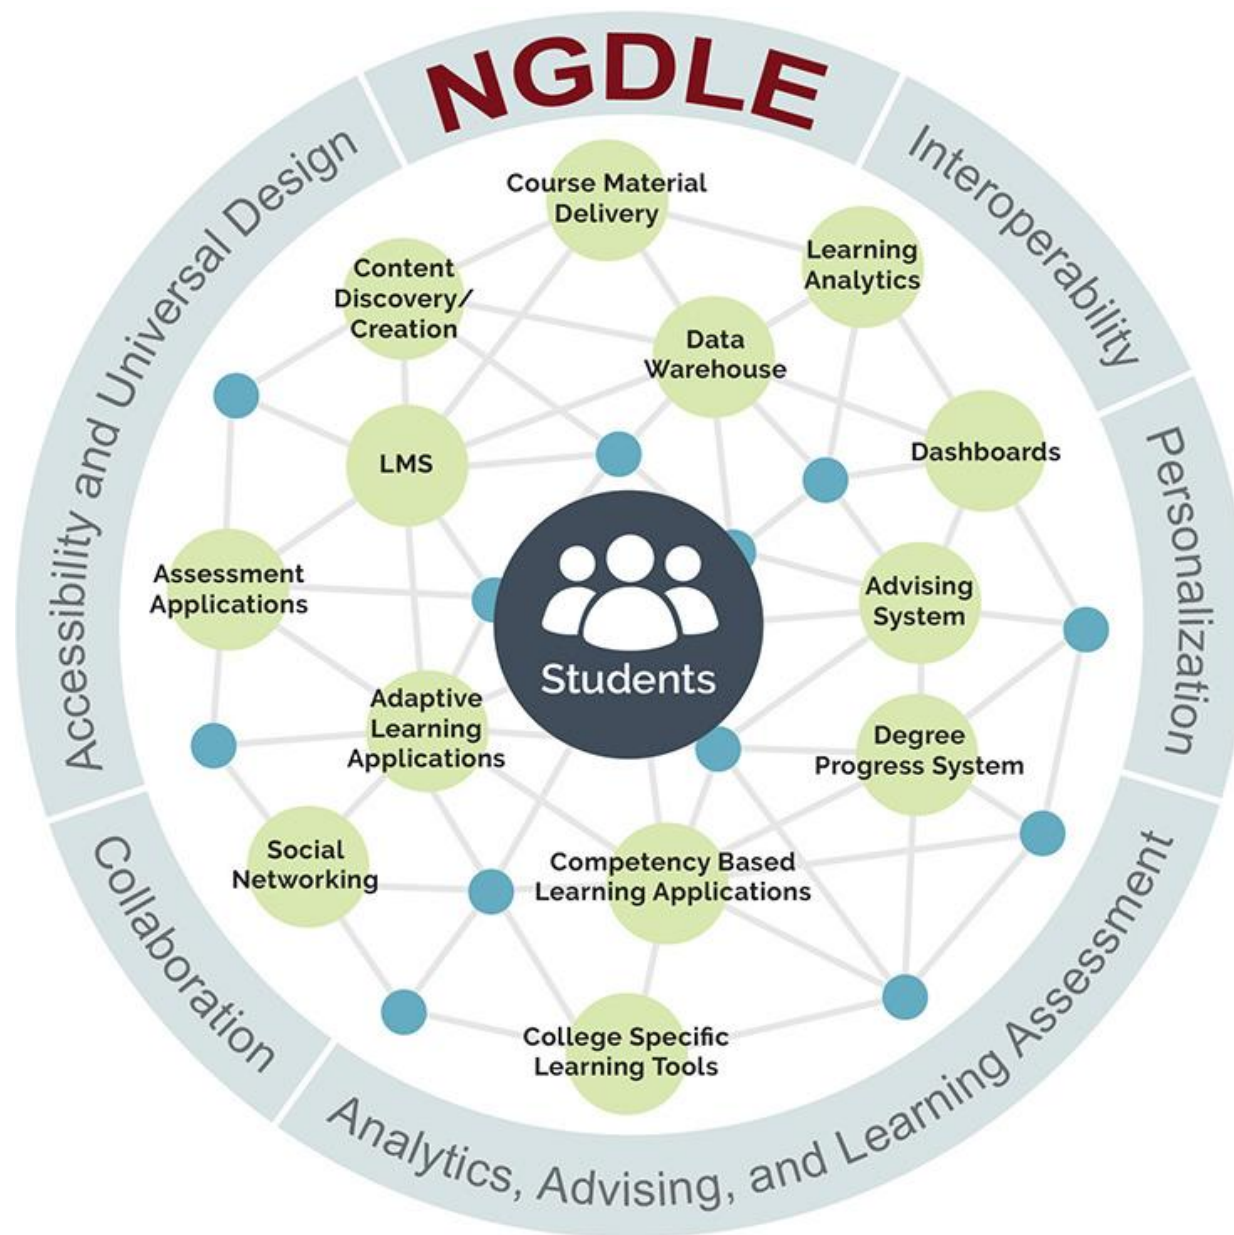 NGDLE
Interoperability
Personalization
Analytics, Advising, and Learning Assessment
Collaboration
Accessibility and Universal Design
Course Material
Delivery
Learning
Analytics
Content
Discovery/
Creation
Data
Warehouse
Dashboards
LMS
Assessment
Applications
Advising
System
Students
Adaptive
Learning
Applications
Degree
Progress System
Social
Networking
Competency Based
Learning Applications
College Specific
Learning Tools